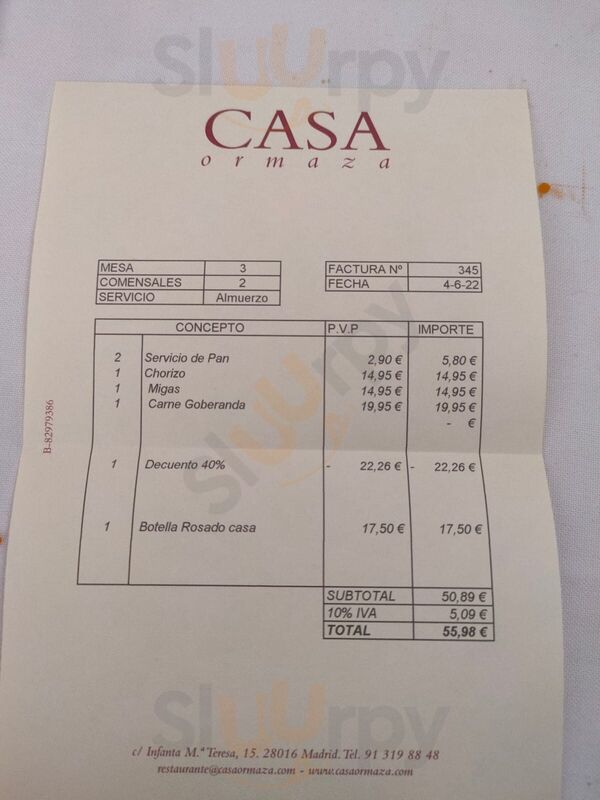 SluUrpy
CASA
ormaza
MESA 3
COMENSALES 2
SERVICIO Almuerzo
FACTURA Nº 345
FECHA 4-6-22
CONCEPTO P.V.P IMPORTE
2 Servicio de Pan 2,90 € 5,80 €
1 Chorizo 14,95 € 14,95 €
1 Migas 14,95 € 14,95 €
1 Carne Goberanda 19,95 € 19,95 €
- €
1 Decuento 40% - 22,26 € - 22,26 €
1 Botella Rosado casa 17,50 € 17,50 €
SUBTOTAL 50,89 €
10% IVA 5,09 €
TOTAL 55,98 €
B-82979386
SluUrpy
SluUrpy
c/ Infanta M.ª Teresa, 15. 28016 Madrid. Tel. 91 319 88 48
restaurante@casaormaza.com - www.casaormaza.com